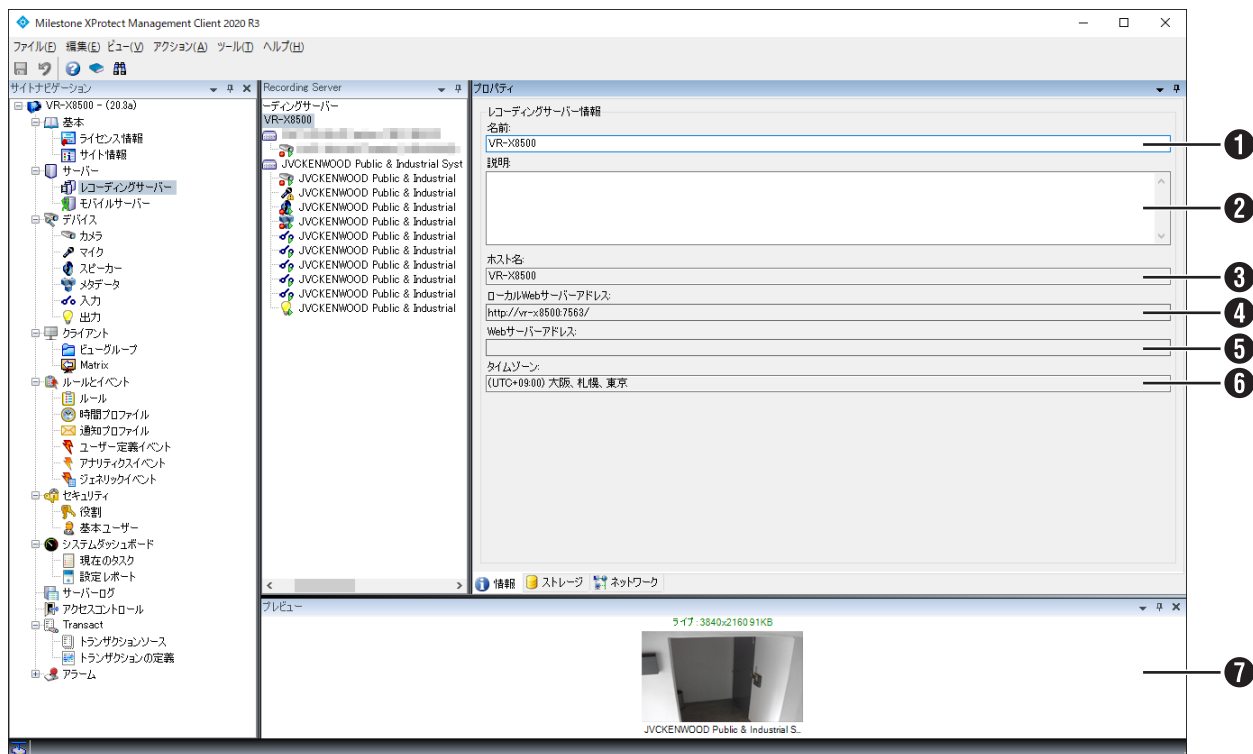 Milestone XProtect Management Client 2020 R3
ファイル(F) 編集(E) ビュー(V) アクション(A) ツール(T) ヘルプ(H)
サイトナビゲーション
VR-X8500 - (20.3a)
基本
ライセンス情報
サイト情報
サーバー
レコーディングサーバー
モバイルサーバー
デバイス
カメラ
マイク
スピーカー
メタデータ
入力
出力
クライアント
ビューグループ
Matrix
ルールとイベント
ルール
時間プロファイル
通知プロファイル
ユーザー定義イベント
アナリティクスイベント
ジェネリックイベント
セキュリティ
役割
基本ユーザー
システムダッシュボード
現在のタスク
設定レポート
サーバーログ
アクセスコントロール
Transact
トランザクションソース
トランザクションの定義
アラーム
Recording Server
ーディングサーバー
VR-X8500
JVCKENWOOD Public & Industrial Syst
JVCKENWOOD Public & Industrial
JVCKENWOOD Public & Industrial
JVCKENWOOD Public & Industrial
JVCKENWOOD Public & Industrial
JVCKENWOOD Public & Industrial
JVCKENWOOD Public & Industrial
JVCKENWOOD Public & Industrial
JVCKENWOOD Public & Industrial
JVCKENWOOD Public & Industrial
JVCKENWOOD Public & Industrial
プロパティ
レコーディングサーバー情報
名前:
VR-X8500
1
説明:
2
ホスト名:
VR-X8500
3
ローカルWebサーバーアドレス:
http://vr-x8500:7563/
4
Webサーバーアドレス:
5
タイムゾーン:
(UTC+09:00) 大阪、札幌、東京
6
情報 ストレージ ネットワーク
プレビュー
ライブ : 3840x2160 91KB
JVCKENWOOD Public & Industrial S...
7